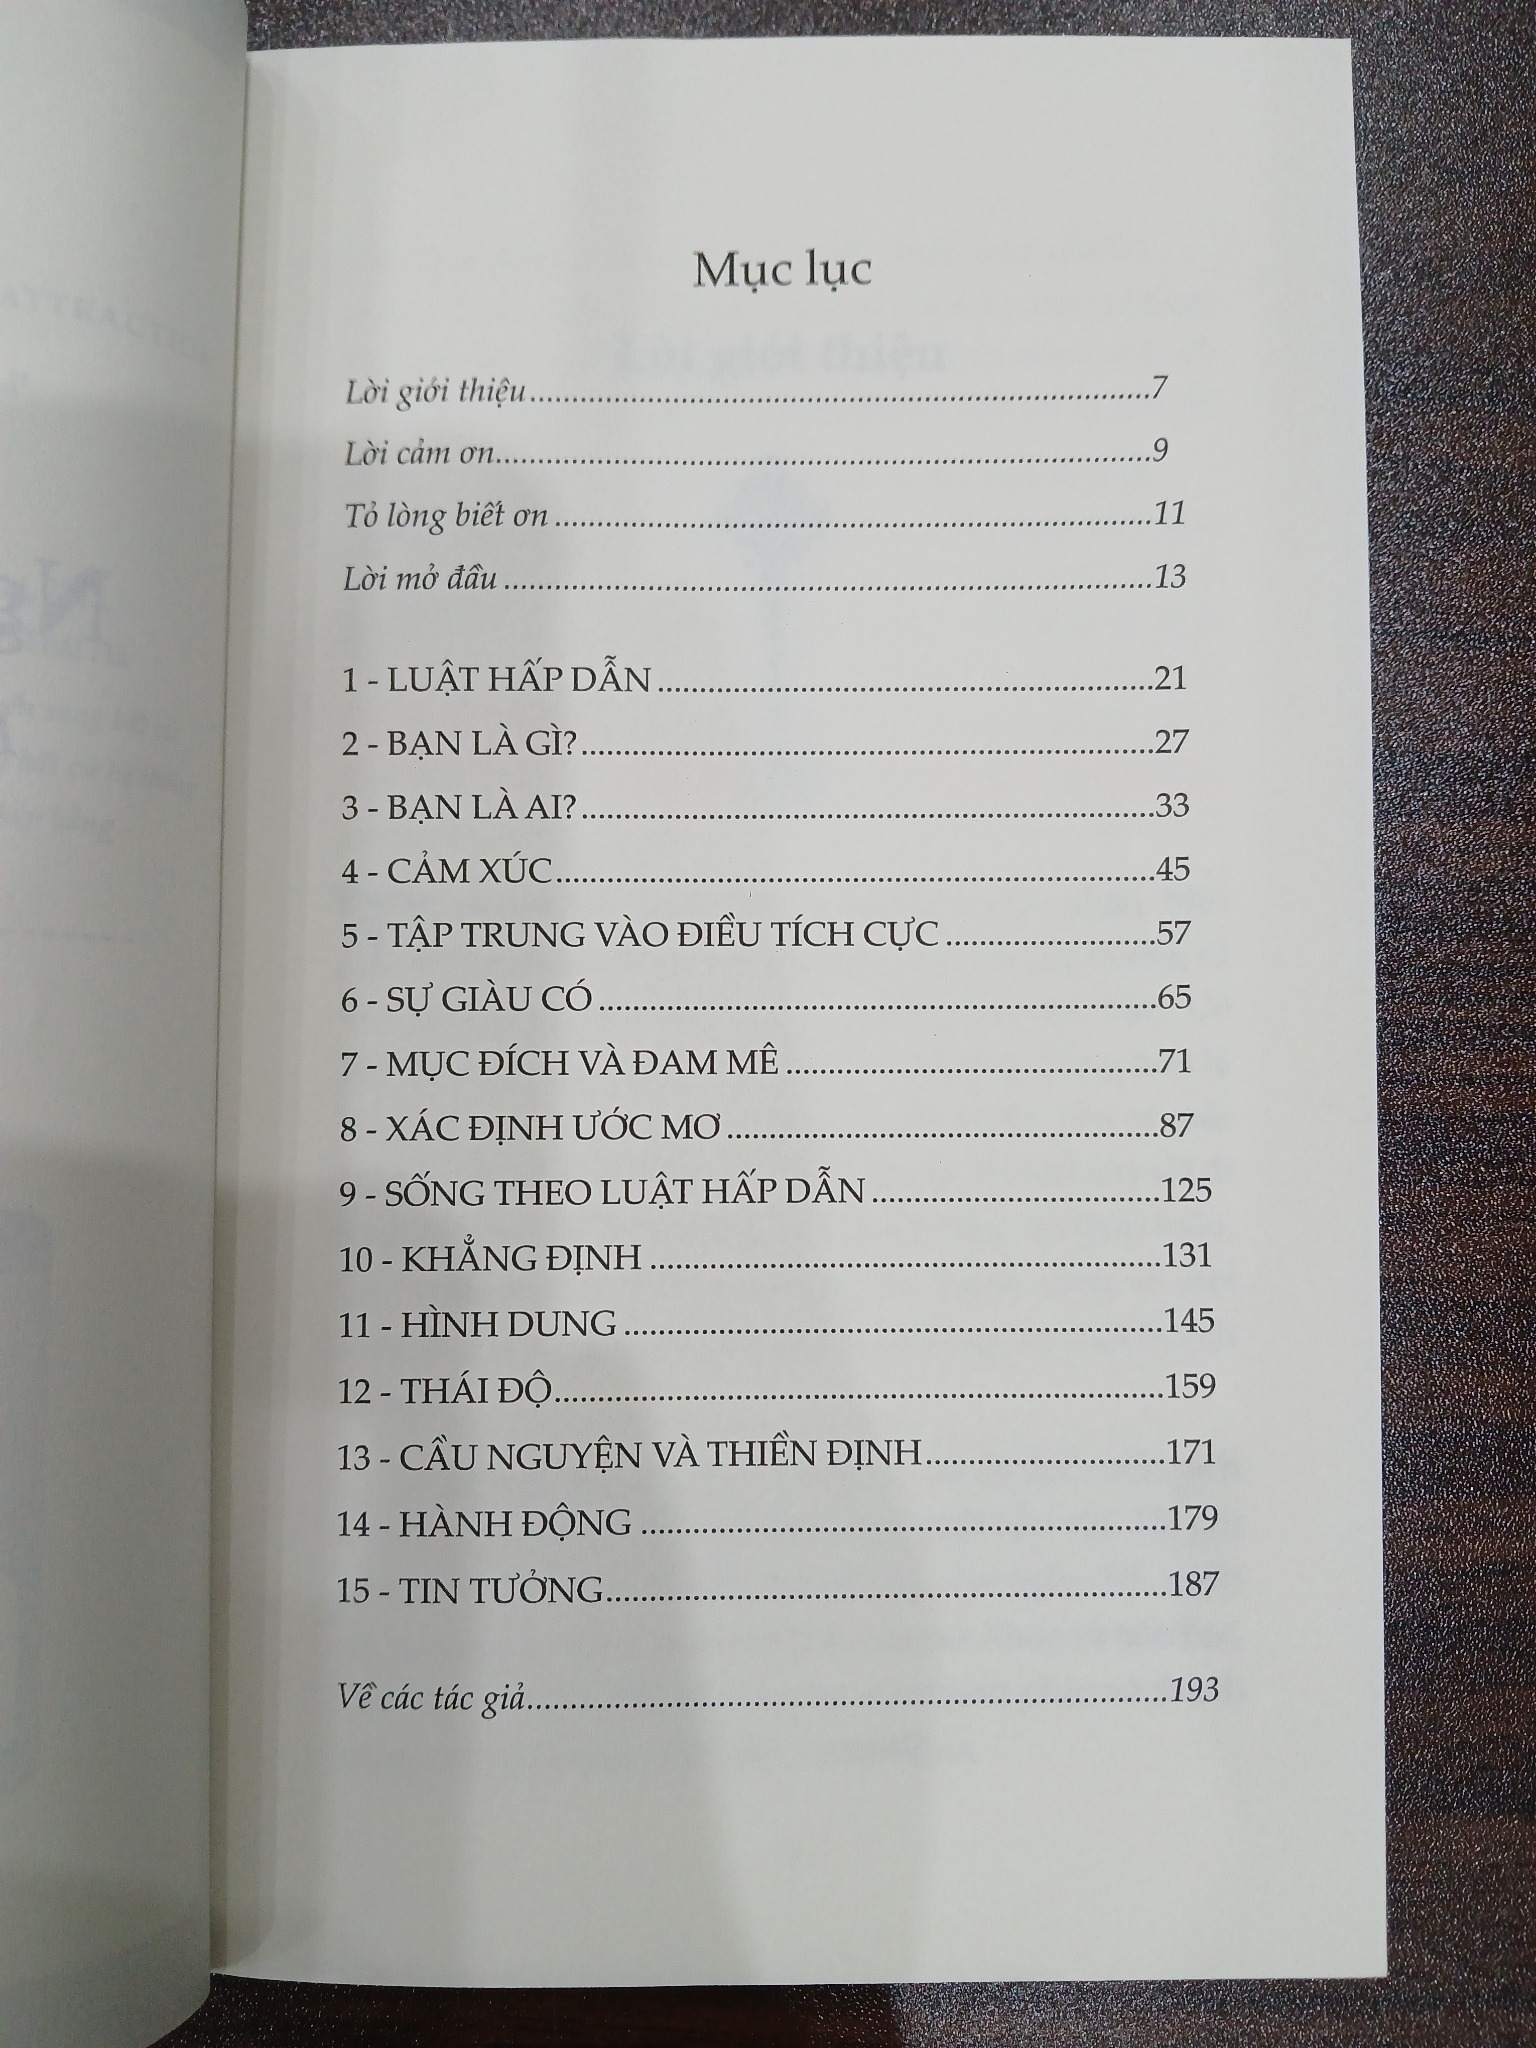 ATTRACTION
Mục lục
Lời giới thiệu..........7
Lời cảm ơn..........9
Tỏ lòng biết ơn..........11
Lời mở đầu..........13
1 - LUẬT HẤP DẪN..........21
2 - BẠN LÀ GÌ?..........27
3 - BẠN LÀ AI?..........33
4 - CẢM XÚC..........45
5 - TẬP TRUNG VÀO ĐIỀU TÍCH CỰC..........57
6 - SỰ GIÀU CÓ..........65
7 - MỤC ĐÍCH VÀ ĐAM MÊ..........71
8 - XÁC ĐỊNH ƯỚC MƠ..........87
9 - SỐNG THEO LUẬT HẤP DẪN..........125
10 - KHẲNG ĐỊNH..........131
11 - HÌNH DUNG..........145
12 - THÁI ĐỘ..........159
13 - CẦU NGUYỆN VÀ THIỀN ĐỊNH..........171
14 - HÀNH ĐỘNG..........179
15 - TIN TƯỞNG..........187
Về các tác giả..........193